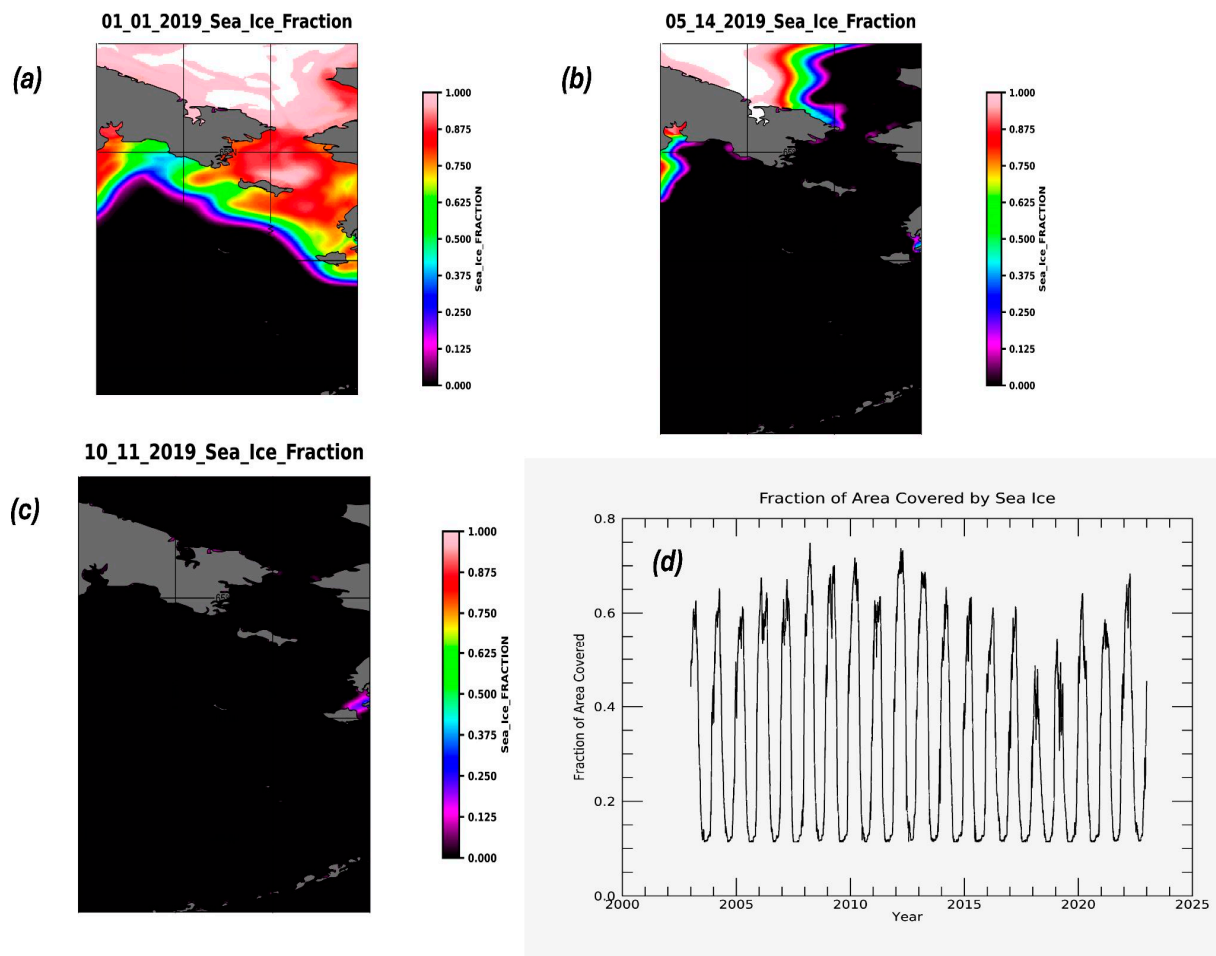 01_01_2019_Sea_Ice_Fraction
(a)
1.000
0.875
0.750
0.625
0.500
0.375
0.250
0.125
0.000
Sea_Ice_FRACTION
05_14_2019_Sea_Ice_Fraction
(b)
1.000
0.875
0.750
0.625
0.500
0.375
0.250
0.125
0.000
Sea_Ice_FRACTION
10_11_2019_Sea_Ice_Fraction
(c)
1.000
0.875
0.750
0.625
0.500
0.375
0.250
0.125
0.000
Sea_Ice_FRACTION
Fraction of Area Covered by Sea Ice
(d)
0.8
0.6
0.4
0.2
0.0
Fraction of Area Covered
2000
2005
2010
2015
2020
2025
Year